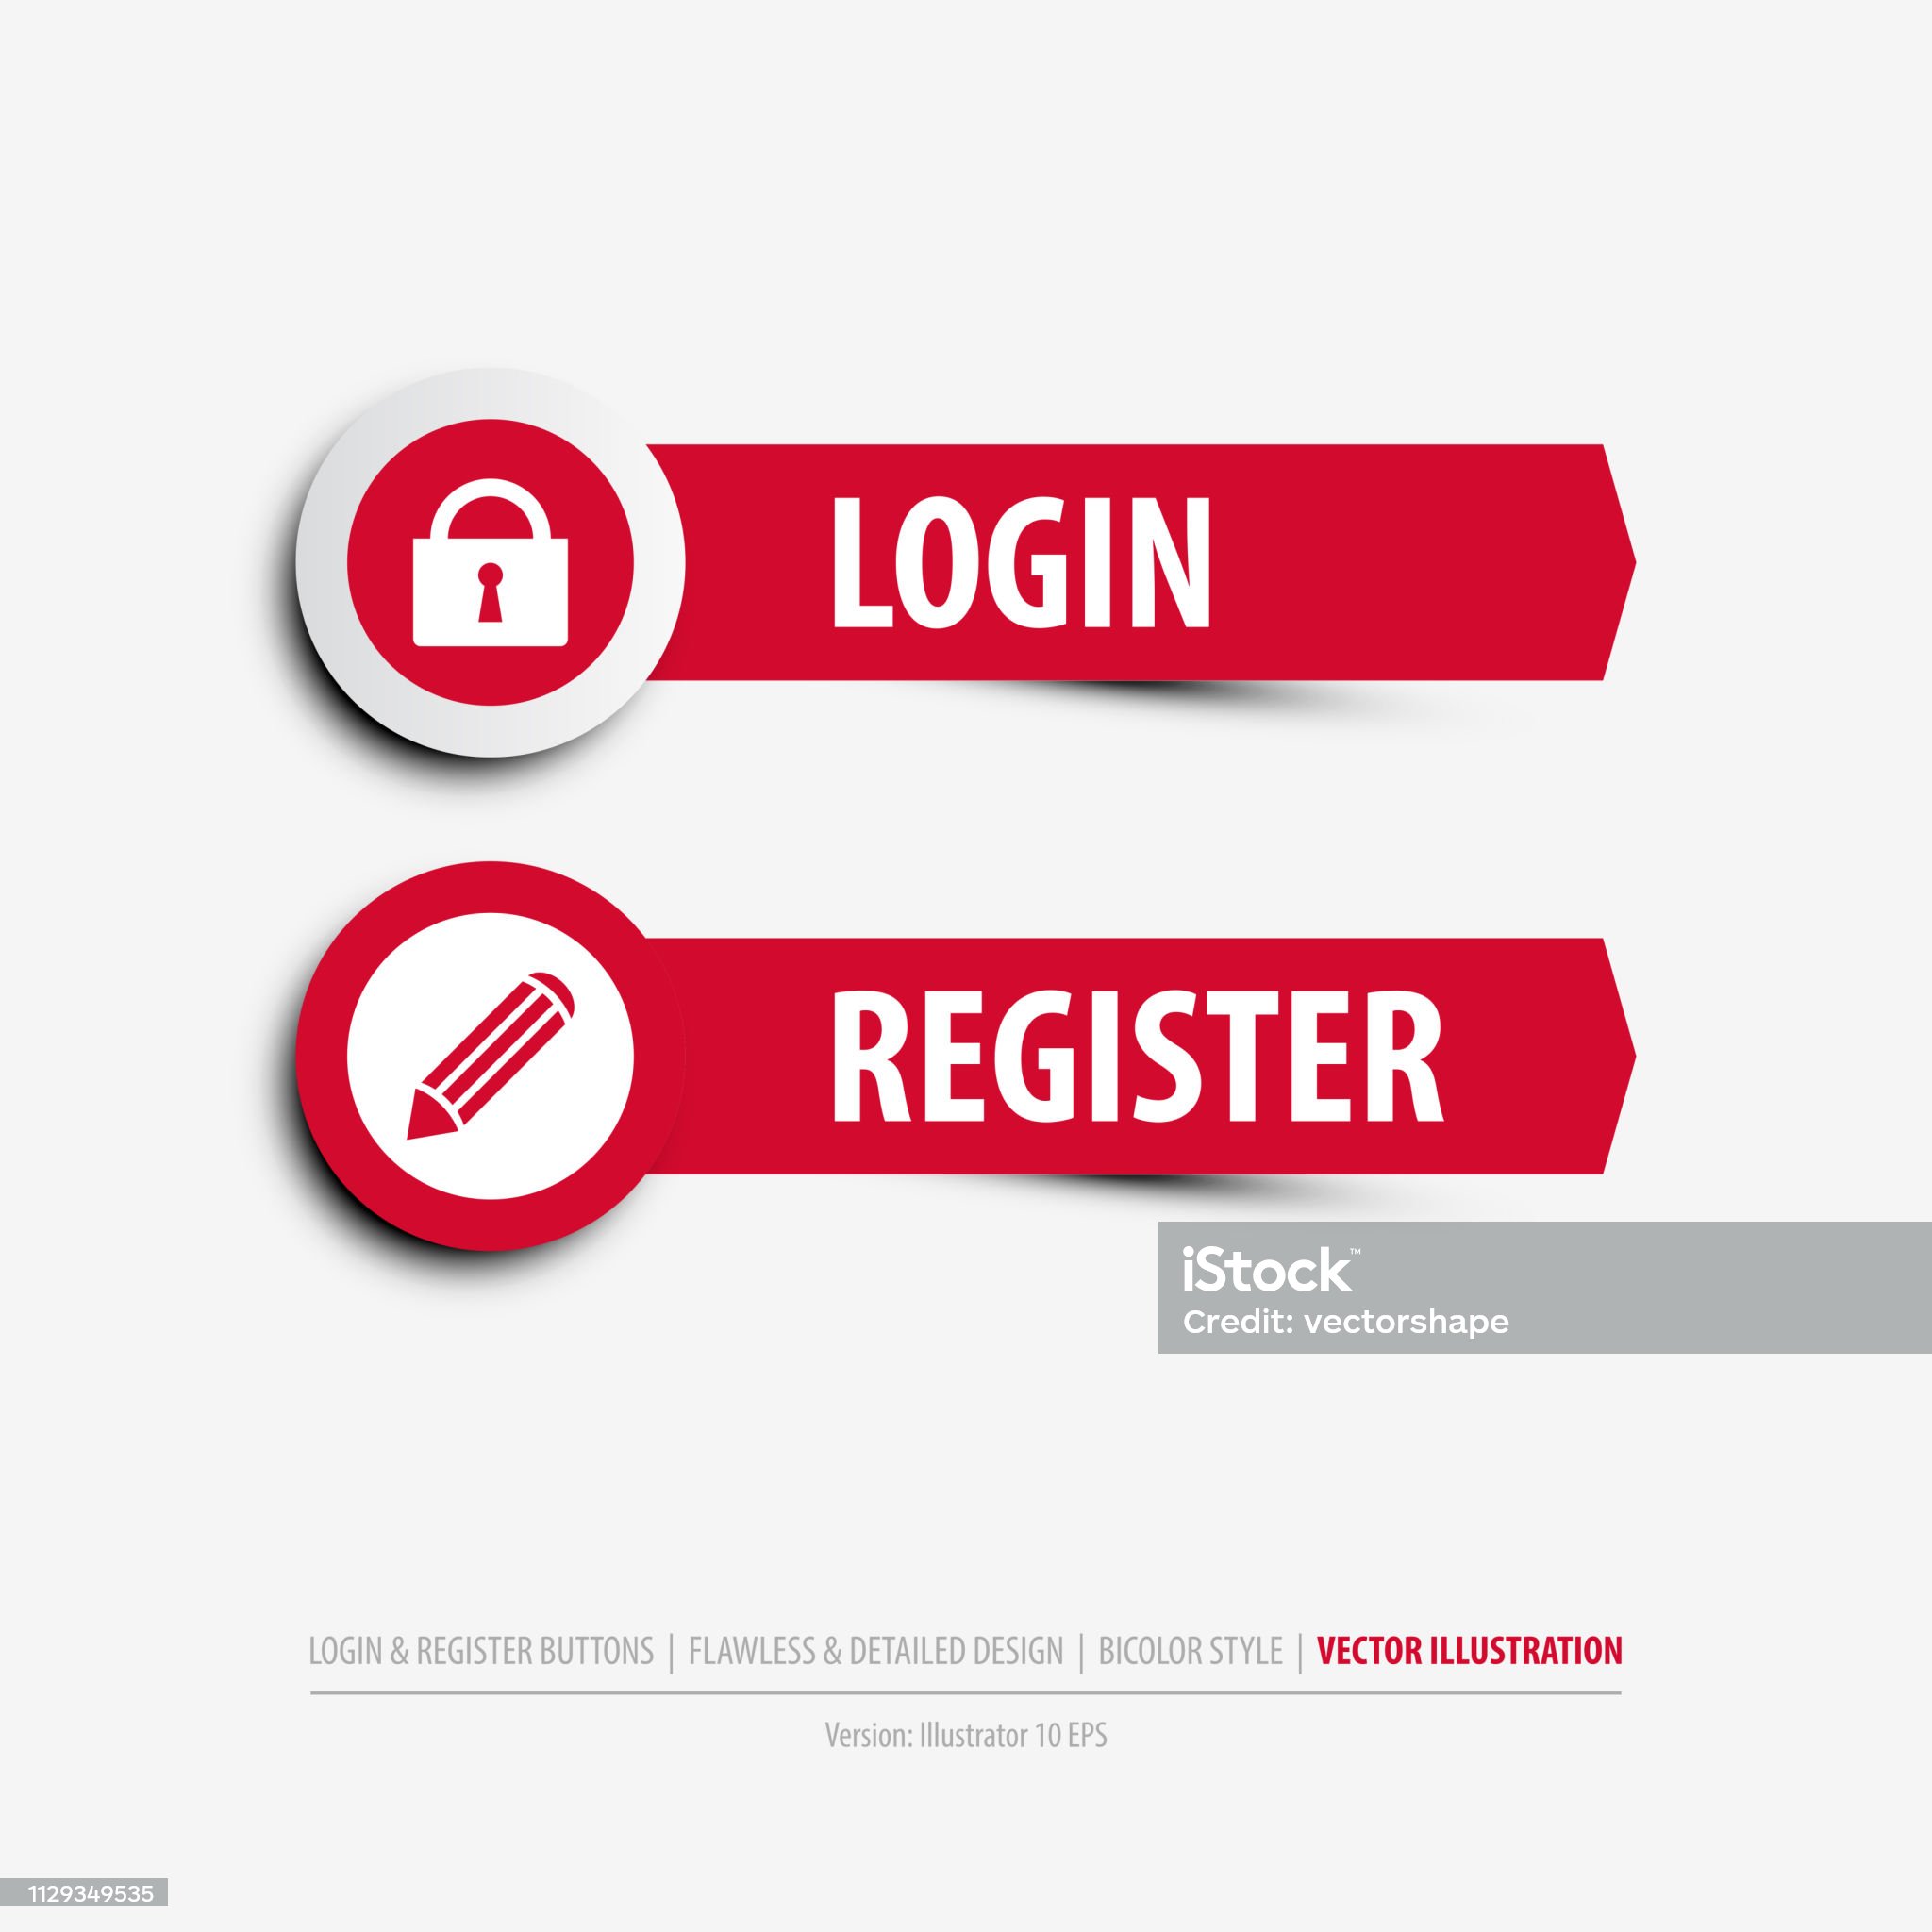 LOGIN
REGISTER
iStock™
Credit: vectorshape
LOGIN & REGISTER BUTTONS | FLAWLESS & DETAILED DESIGN | BICOLOR STYLE | VECTOR ILLUSTRATION
Version: Illustrator 10 EPS
1129349535